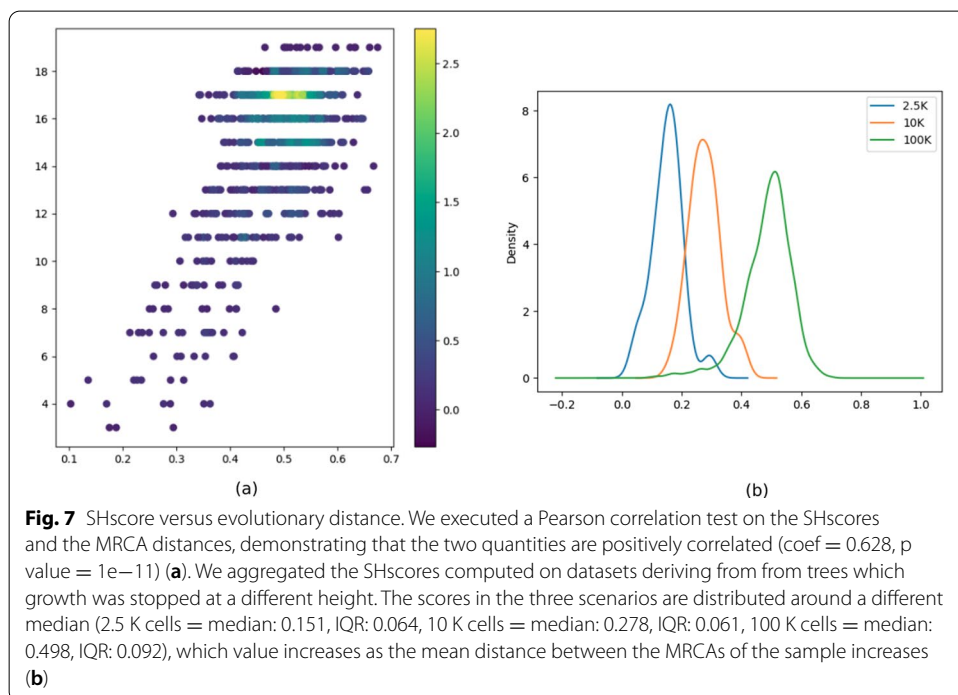 18
16
14
12
10
8
6
4
0.1 0.2 0.3 0.4 0.5 0.6 0.7
2.5
2.0
1.5
1.0
0.5
0.0
(a)
Density
8
6
4
2
0
−0.2 0.0 0.2 0.4 0.6 0.8 1.0
2.5K
10K
100K
(b)
Fig. 7 SHscore versus evolutionary distance. We executed a Pearson correlation test on the SHscores
and the MRCA distances, demonstrating that the two quantities are positively correlated (coef = 0.628, p
value = 1e−11) (a). We aggregated the SHscores computed on datasets deriving from from trees which
growth was stopped at a different height. The scores in the three scenarios are distributed around a different
median (2.5 K cells = median: 0.151, IQR: 0.064, 10 K cells = median: 0.278, IQR: 0.061, 100 K cells = median:
0.498, IQR: 0.092), which value increases as the mean distance between the MRCAs of the sample increases
(b)